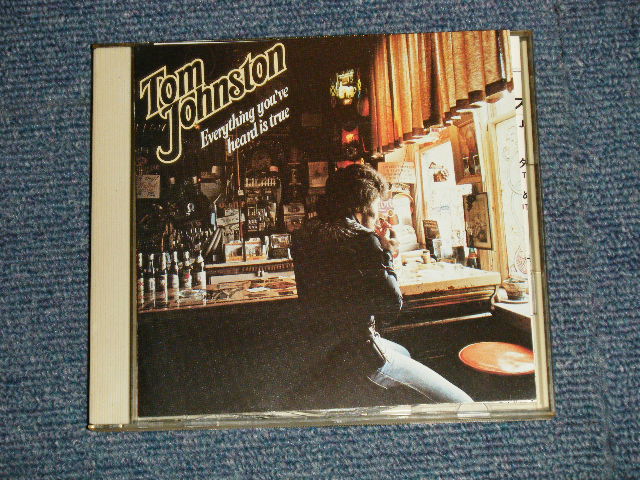 Tom
Johnston
Everything you've
heard is true